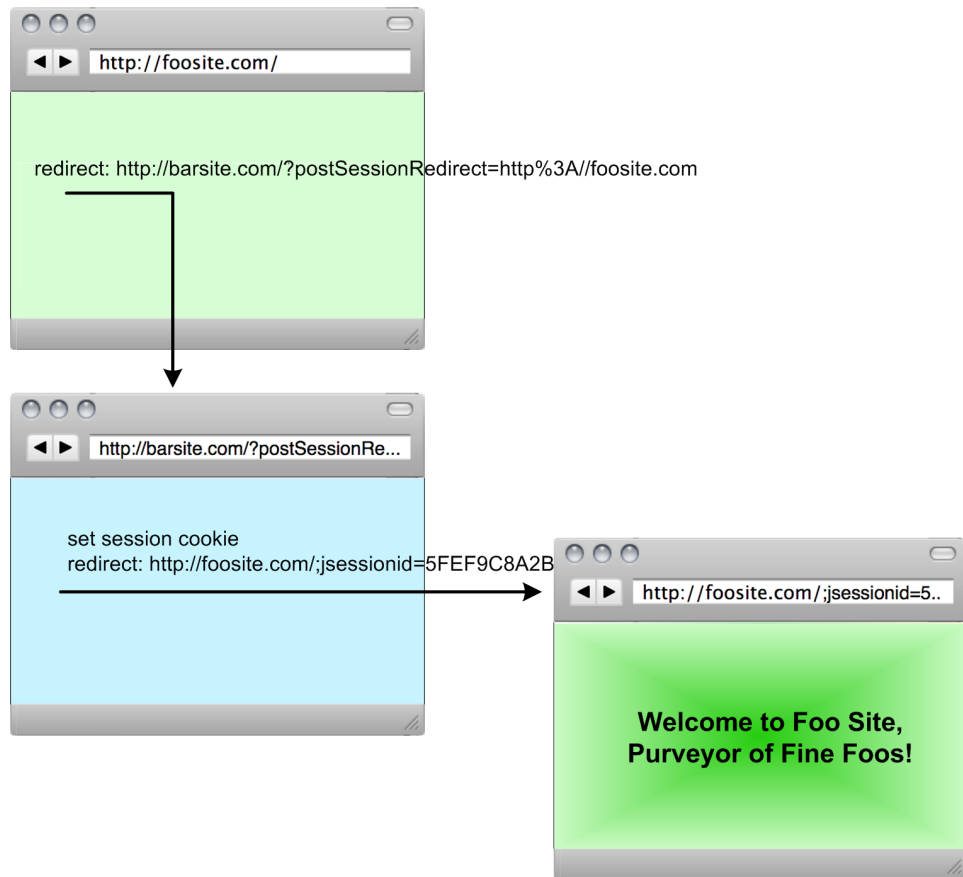 http://foosite.com/
redirect: http://barsite.com/?postSessionRedirect=http%3A//foosite.com
http://barsite.com/?postSessionRe...
set session cookie
redirect: http://foosite.com/;jsessionid=5FEF9C8A2B
http://foosite.com/;jsessionid=5..
Welcome to Foo Site,
Purveyor of Fine Foos!